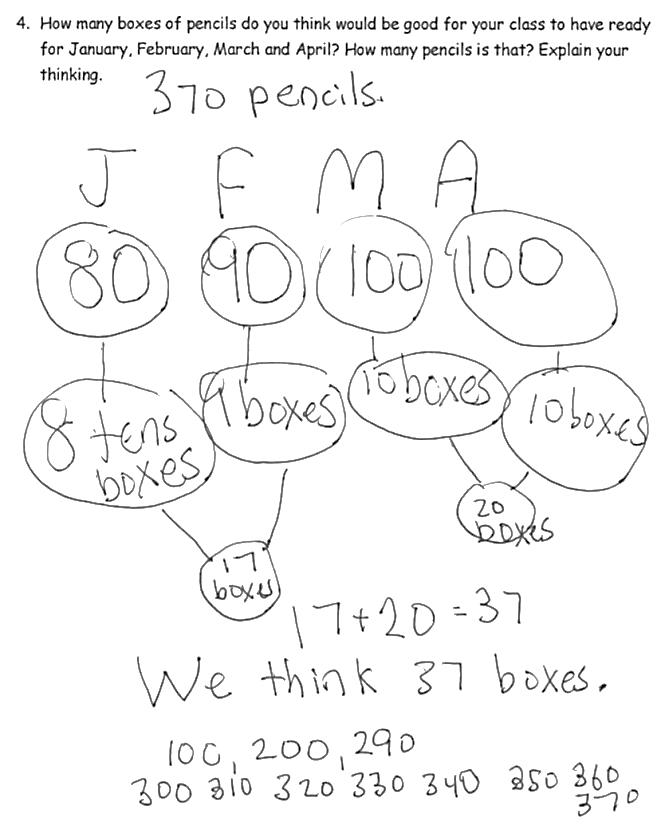 4. How many boxes of pencils do you think would be good for your class to have ready
for January, February, March and April? How many pencils is that? Explain your
thinking.
370 pencils.
J F M A
80 90 100 100
8 tens
boxes
9 boxes
10 boxes
10 boxes
20
boxes
17
boxes
17+20=37
We think 37 boxes.
100, 200, 290
300 310 320 330 340 350 360
370